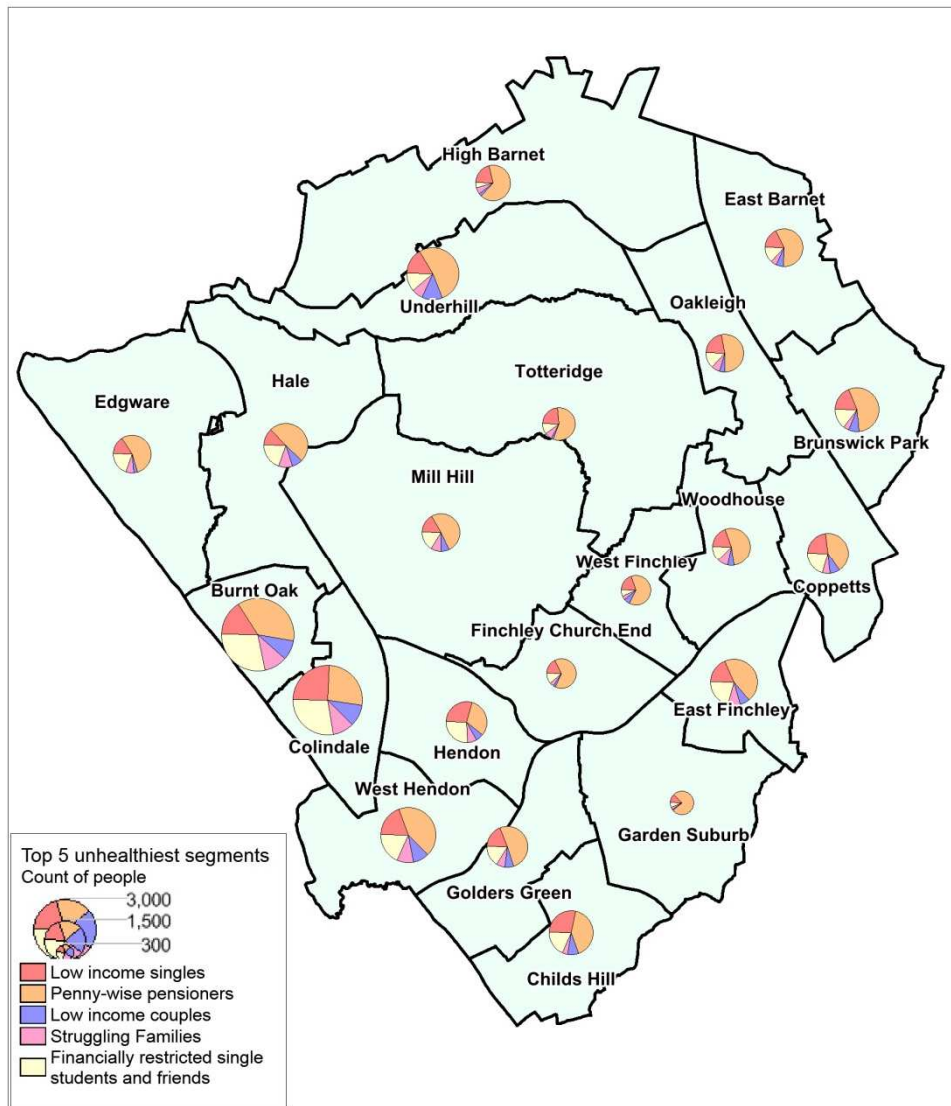 High Barnet
East Barnet
Underhill
Oakleigh
Totteridge
Hale
Edgware
Brunswick Park
Mill Hill
Woodhouse
West Finchley
Coppetts
Burnt Oak
Finchley Church End
East Finchley
Colindale
Hendon
West Hendon
Garden Suburb
Golders Green
Childs Hill
Top 5 unhealthiest segments
Count of people
3,000
1,500
300
Low income singles
Penny-wise pensioners
Low income couples
Struggling Families
Financially restricted single
students and friends